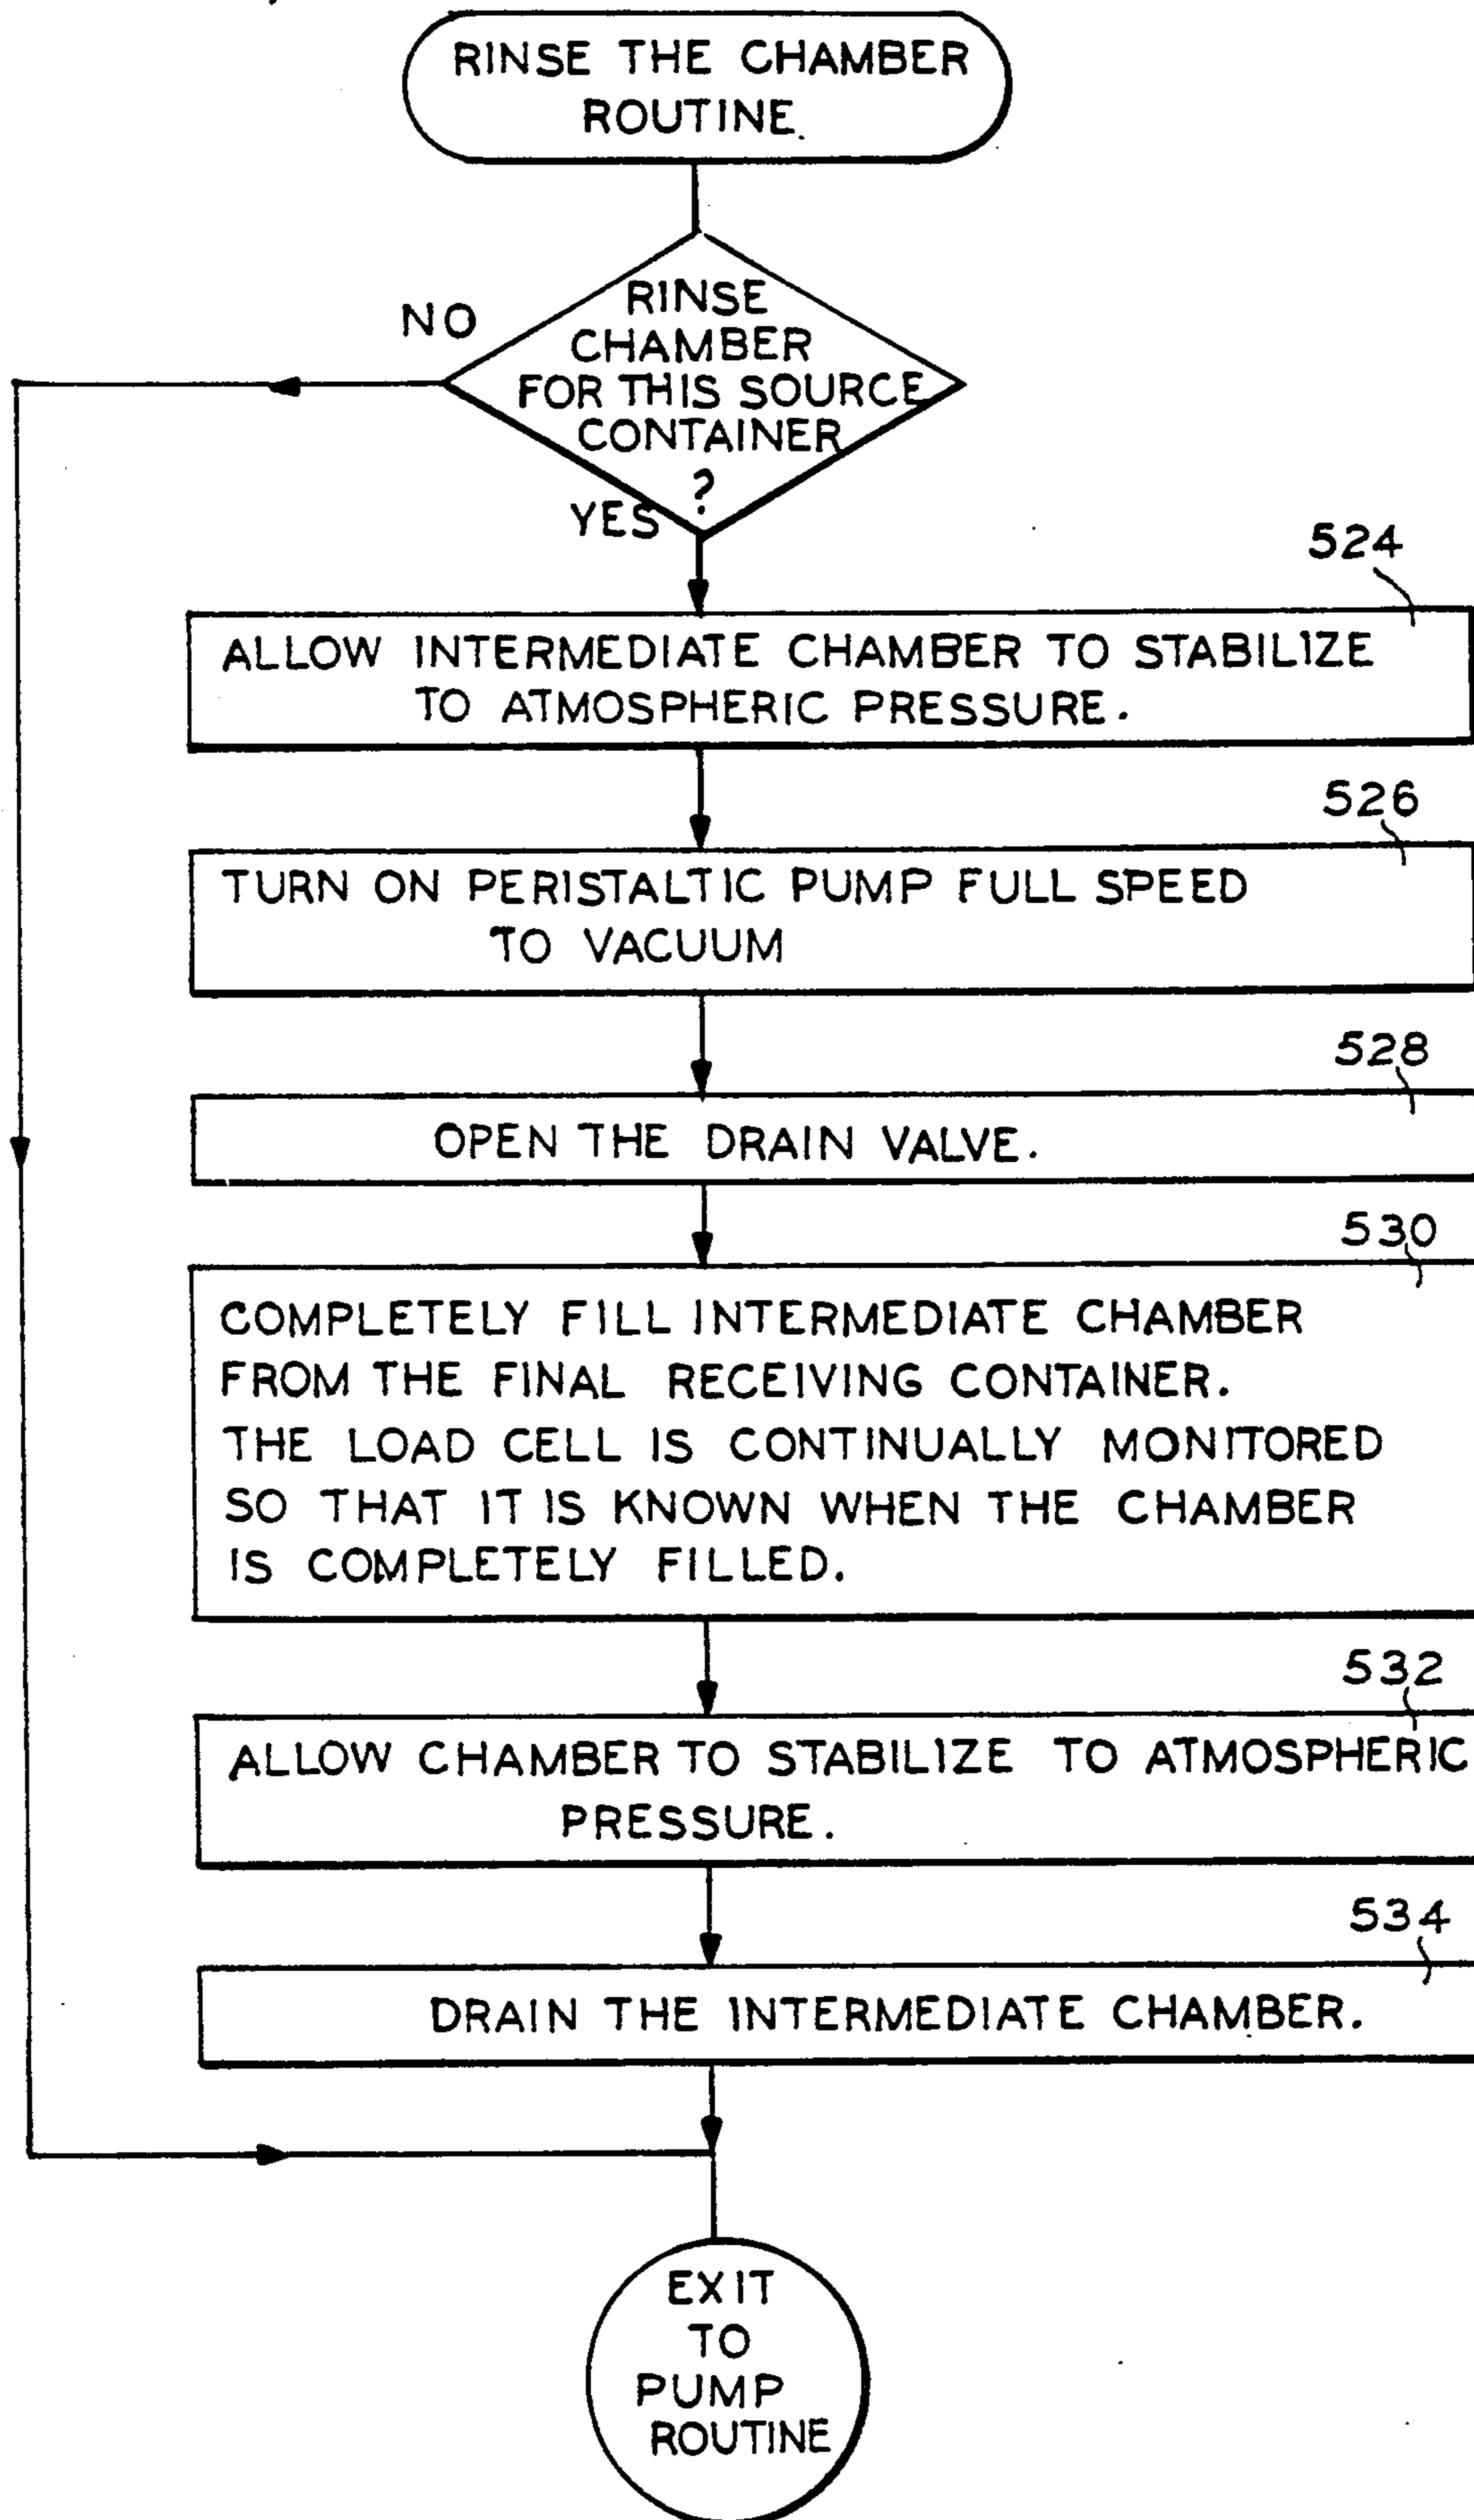 RINSE THE CHAMBER
ROUTINE.
NO
RINSE
CHAMBER
FOR THIS SOURCE
CONTAINER
?
YES
524
ALLOW INTERMEDIATE CHAMBER TO STABILIZE
TO ATMOSPHERIC PRESSURE.
526
TURN ON PERISTALTIC PUMP FULL SPEED
TO VACUUM
528
OPEN THE DRAIN VALVE.
530
COMPLETELY FILL INTERMEDIATE CHAMBER
FROM THE FINAL RECEIVING CONTAINER.
THE LOAD CELL IS CONTINUALLY MONITORED
SO THAT IT IS KNOWN WHEN THE CHAMBER
IS COMPLETELY FILLED.
532
ALLOW CHAMBER TO STABILIZE TO ATMOSPHERIC
PRESSURE.
534
DRAIN THE INTERMEDIATE CHAMBER.
EXIT
TO
PUMP
ROUTINE